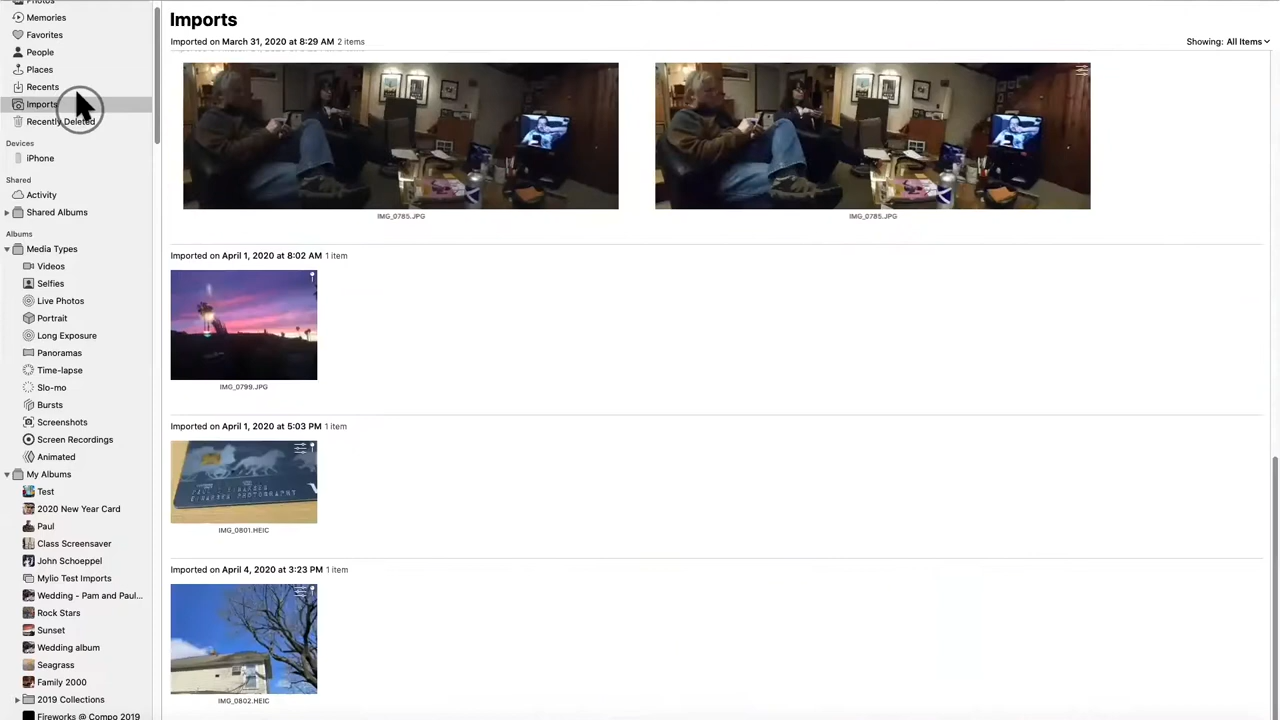 Photos
Memories
Favorites
People
Places
Recents
Imports
Recently Deleted
Devices
iPhone
Shared
Activity
Shared Albums
Albums
Media Types
Videos
Selfies
Live Photos
Portrait
Long Exposure
Panoramas
Time-lapse
Slo-mo
Bursts
Screenshots
Screen Recordings
Animated
My Albums
Test
2020 New Year Card
Paul
Class Screensaver
John Schoeppel
Mylio Test Imports
Wedding - Pam and Paul...
Rock Stars
Sunset
Wedding album
Seagrass
Family 2000
2019 Collections
Fireworks @ Compo 2019
Imports
Imported on March 31, 2020 at 8:29 AM 2 items
Showing: All Items
IMG_0785.JPG
IMG_0785.JPG
Imported on April 1, 2020 at 8:02 AM 1 item
IMG_0799.JPG
Imported on April 1, 2020 at 5:03 PM 1 item
PHOTOGRAPHY
IMG_0801.HEIC
Imported on April 4, 2020 at 3:23 PM 1 item
IMG_0802.HEIC